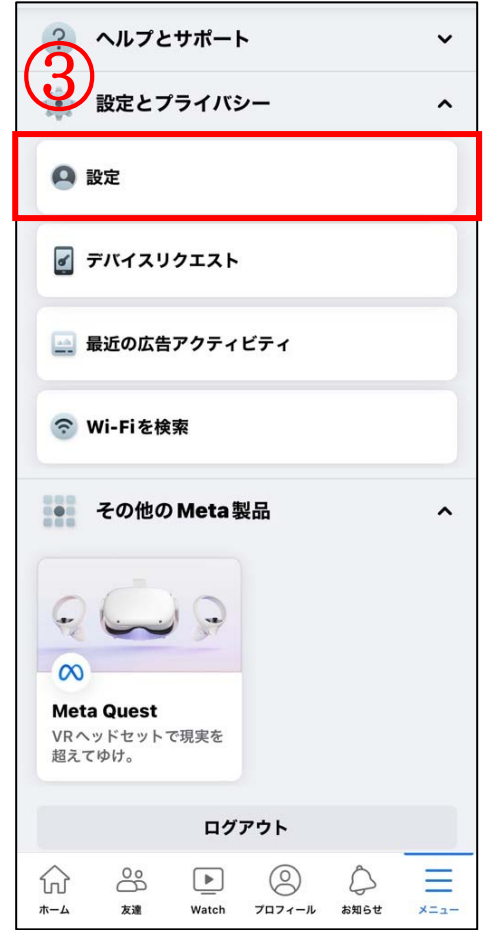 ヘルプとサポート
③
設定とプライバシー
設定
デバイスリクエスト
最近の広告アクティビティ
Wi-Fiを検索
その他のMeta製品
Meta Quest
VRヘッドセットで現実を
超えてゆけ。
ログアウト
ホーム 友達 Watch プロフィール お知らせ メニュー